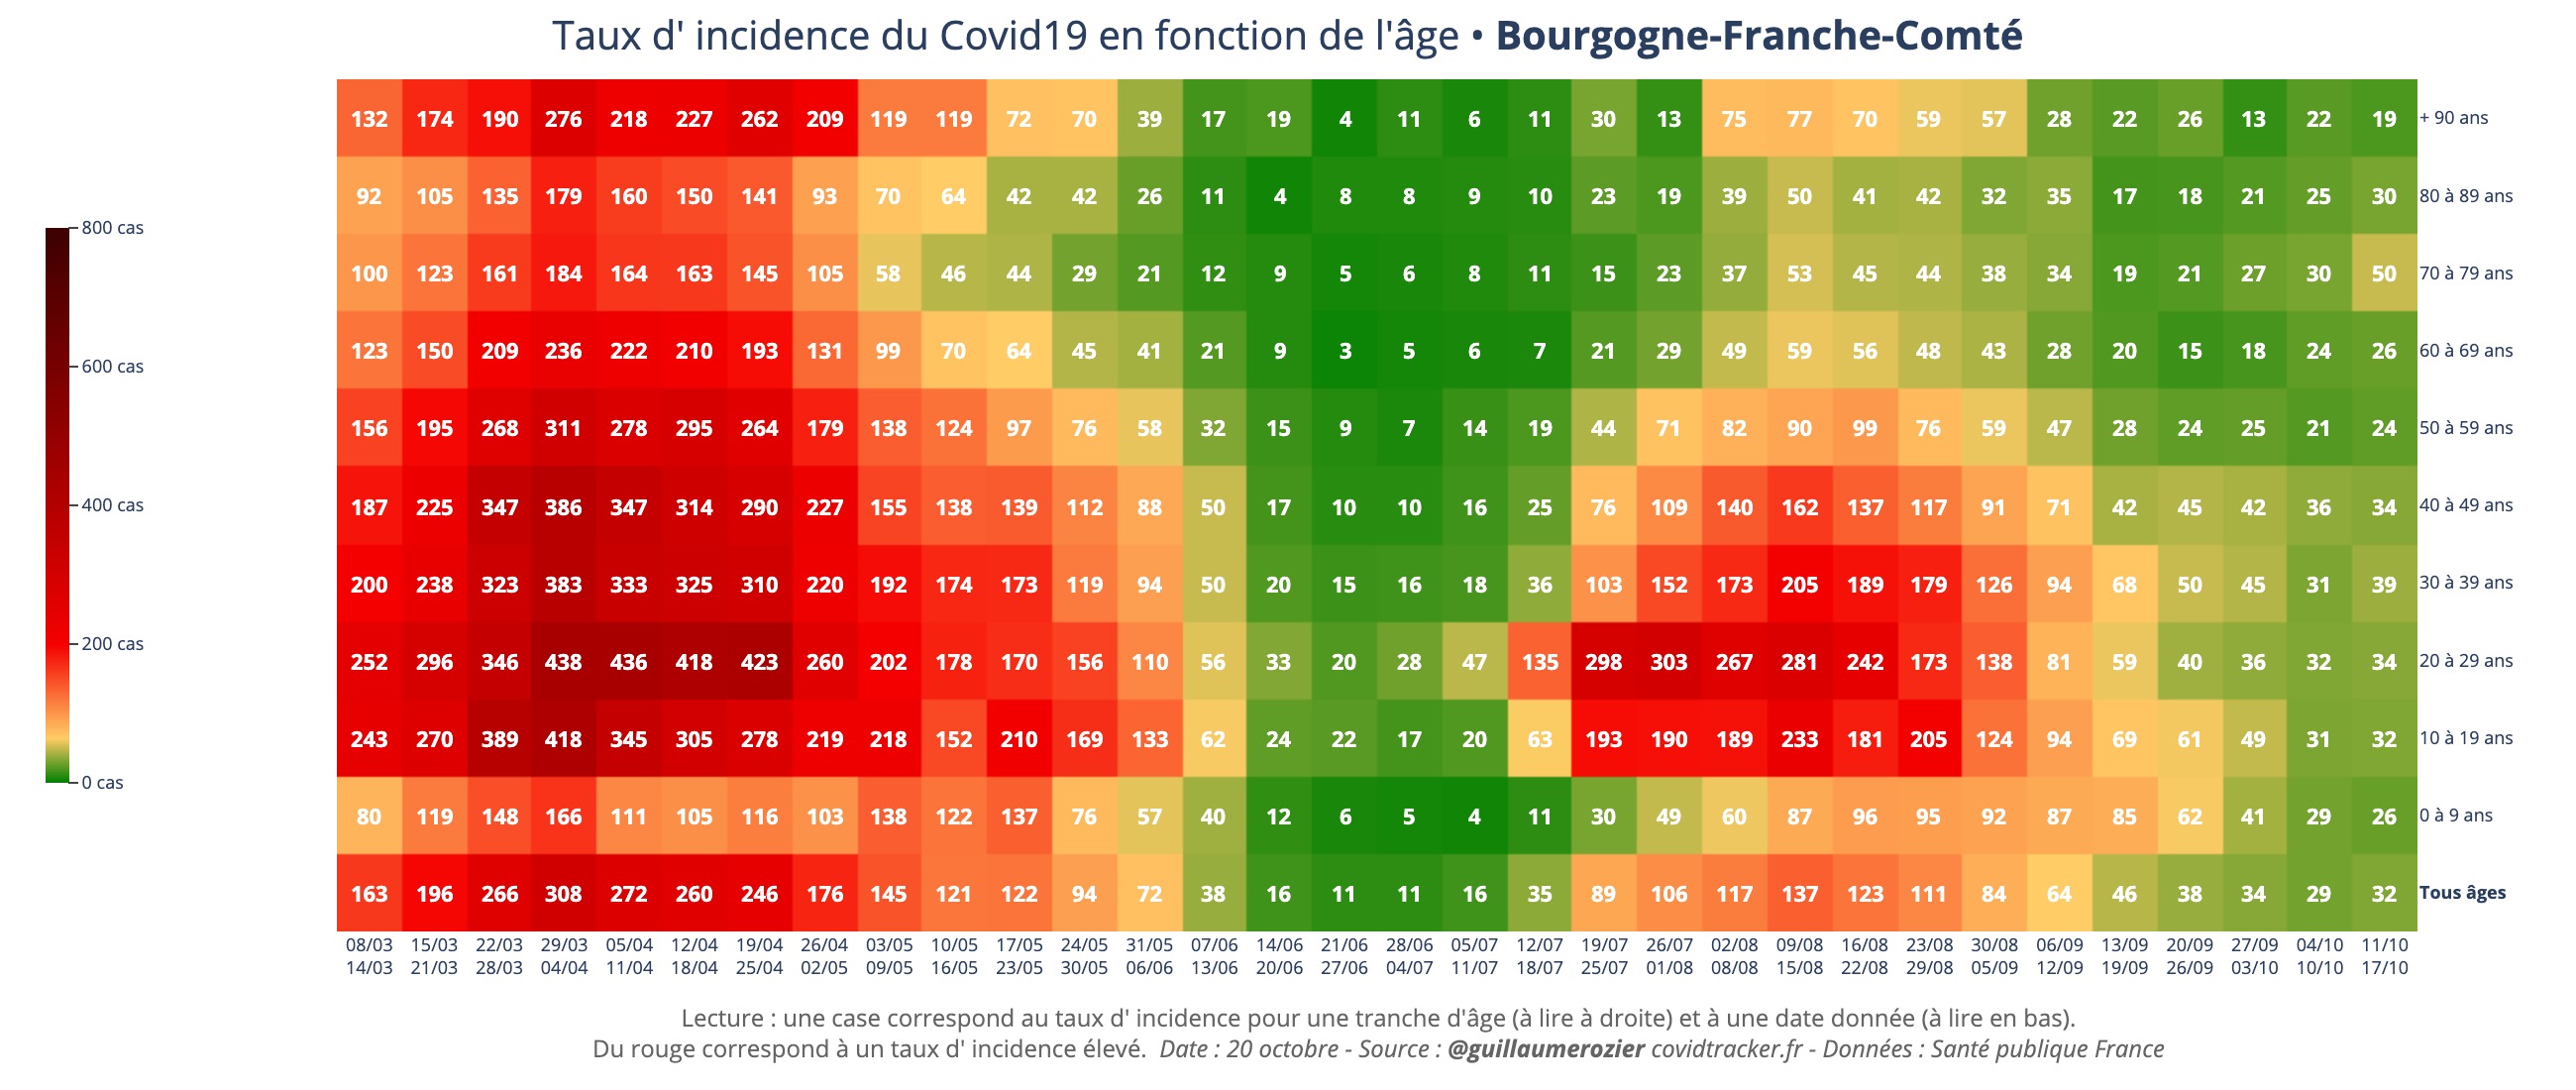 Taux d' incidence du Covid19 en fonction de l'âge • Bourgogne-Franche-Comté
800 cas
600 cas
400 cas
200 cas
0 cas
132 174 190 276 218 227 262 209 119 119 72 70 39 17 19 4 11 6 11 30 13 75 77 70 59 57 28 22 26 13 22 19 + 90 ans
92 105 135 179 160 150 141 93 70 64 42 42 26 11 4 8 8 9 10 23 19 39 50 41 42 32 35 17 18 21 25 30 80 à 89 ans
100 123 161 184 164 163 145 105 58 46 44 29 21 12 9 5 6 8 11 15 23 37 53 45 44 38 34 19 21 27 30 50 70 à 79 ans
123 150 209 236 222 210 193 131 99 70 64 45 41 21 9 3 5 6 7 21 29 49 59 56 48 43 28 20 15 18 24 26 60 à 69 ans
156 195 268 311 278 295 264 179 138 124 97 76 58 32 15 9 7 14 19 44 71 82 90 99 76 59 47 28 24 25 21 24 50 à 59 ans
187 225 347 386 347 314 290 227 155 138 139 112 88 50 17 10 10 16 25 76 109 140 162 137 117 91 71 42 45 42 36 34 40 à 49 ans
200 238 323 383 333 325 310 220 192 174 173 119 94 50 20 15 16 18 36 103 152 173 205 189 179 126 94 68 50 45 31 39 30 à 39 ans
252 296 346 438 436 418 423 260 202 178 170 156 110 56 33 20 28 47 135 298 303 267 281 242 173 138 81 59 40 36 32 34 20 à 29 ans
243 270 389 418 345 305 278 219 218 152 210 169 133 62 24 22 17 20 63 193 190 189 233 181 205 124 94 69 61 49 31 32 10 à 19 ans
80 119 148 166 111 105 116 103 138 122 137 76 57 40 12 6 5 4 11 30 49 60 87 96 95 92 87 85 62 41 29 26 0 à 9 ans
163 196 266 308 272 260 246 176 145 121 122 94 72 38 16 11 11 16 35 89 106 117 137 123 111 84 64 46 38 34 29 32 Tous âges
08/03 15/03 22/03 29/03 05/04 12/04 19/04 26/04 03/05 10/05 17/05 24/05 31/05 07/06 14/06 21/06 28/06 05/07 12/07 19/07 26/07 02/08 09/08 16/08 23/08 30/08 06/09 13/09 20/09 27/09 04/10 11/10
14/03 21/03 28/03 04/04 11/04 18/04 25/04 02/05 09/05 16/05 23/05 30/05 06/06 13/06 20/06 27/06 04/07 11/07 18/07 25/07 01/08 08/08 15/08 22/08 29/08 05/09 12/09 19/09 26/09 03/10 10/10 17/10
Lecture : une case correspond au taux d' incidence pour une tranche d'âge (à lire à droite) et à une date donnée (à lire en bas).
Du rouge correspond à un taux d' incidence élevé. Date : 20 octobre - Source : @guillaumerozier covidtracker.fr - Données : Santé publique France